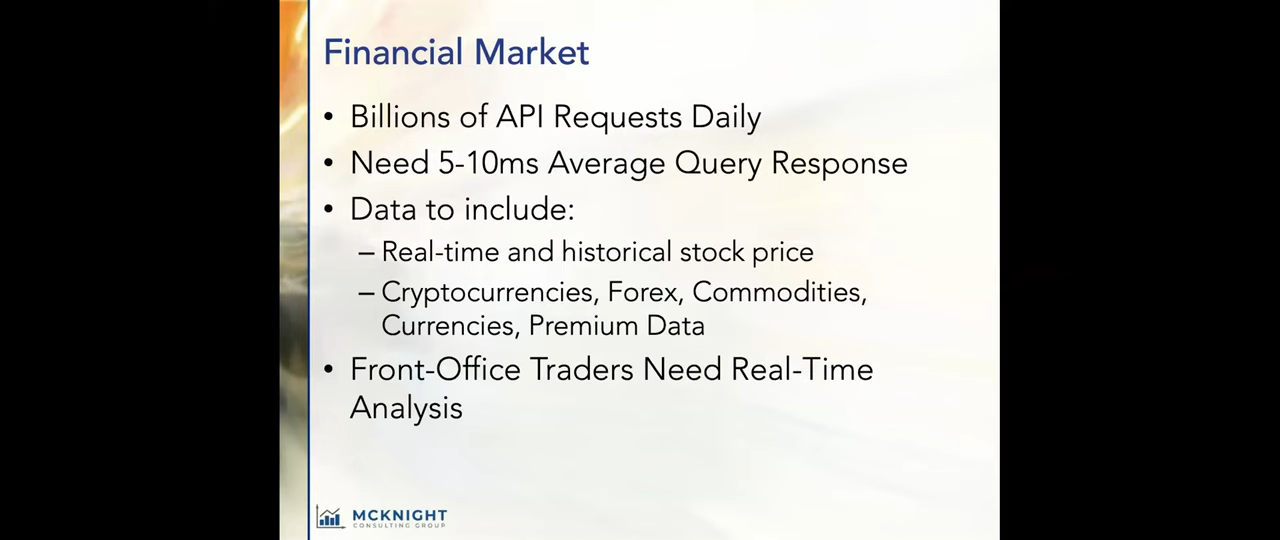 Financial Market
• Billions of API Requests Daily
• Need 5-10ms Average Query Response
• Data to include:
– Real-time and historical stock price
– Cryptocurrencies, Forex, Commodities,
Currencies, Premium Data
• Front-Office Traders Need Real-Time
Analysis
MCKNIGHT
CONSULTING GROUP